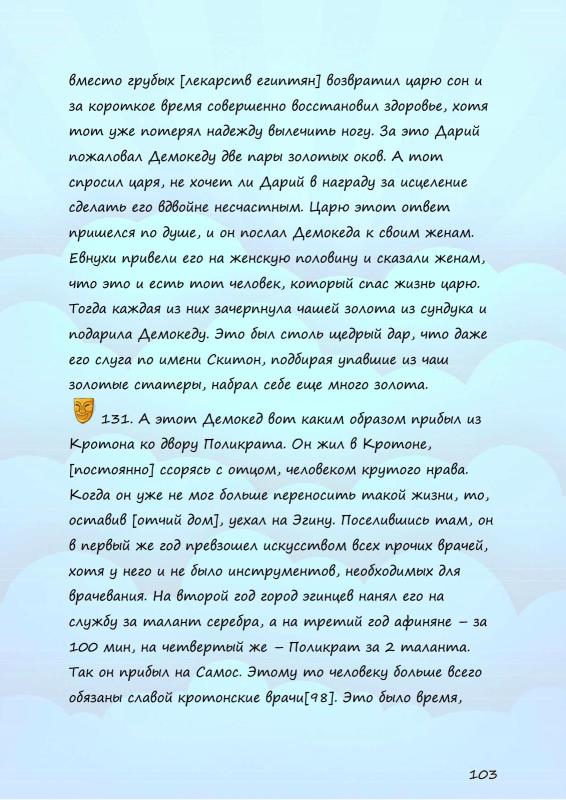 вместо грубых [лекарств египтян] возвратил царю сон и
за короткое время совершенно восстановил здоровье, хотя
тот уже потерял надежду вылечить ногу. За это Дарий
пожаловал Демокеду две пары золотых оков. А тот
спросил царя, не хочет ли Дарий в награду за исцеление
сделать его вдвойне несчастным. Царю этот ответ
пришелся по душе, и он послал Демокеда к своим женам.
Евнухи привели его на женскую половину и сказали женам,
что это и есть тот человек, который спас жизнь царю.
Тогда каждая из них зачерпнула чашей золота из сундука и
подарила Демокеду. Это был столь щедрый дар, что даже
его слуга по имени Скитон, подбирая упавшие из чаш
золотые статеры, набрал себе еще много золота.
131. А этот Демокед вот каким образом прибыл из
Кротона ко двору Поликрата. Он жил в Кротоне,
[постоянно] ссорясь с отцом, человеком крутого нрава.
Когда он уже не мог больше переносить такой жизни, то,
оставив [отчий дом], уехал на Эгину. Поселившись там, он
в первый же год превзошел искусством всех прочих врачей,
хотя у него и не было инструментов, необходимых для
врачевания. На второй год город эгинцев нанял его на
службу за талант серебра, а на третий год афиняне – за
100 мин, на четвертый же – Поликрат за 2 таланта.
Так он прибыл на Самос. Этому то человеку больше всего
обязаны славой кротонские врачи[98]. Это было время,
103